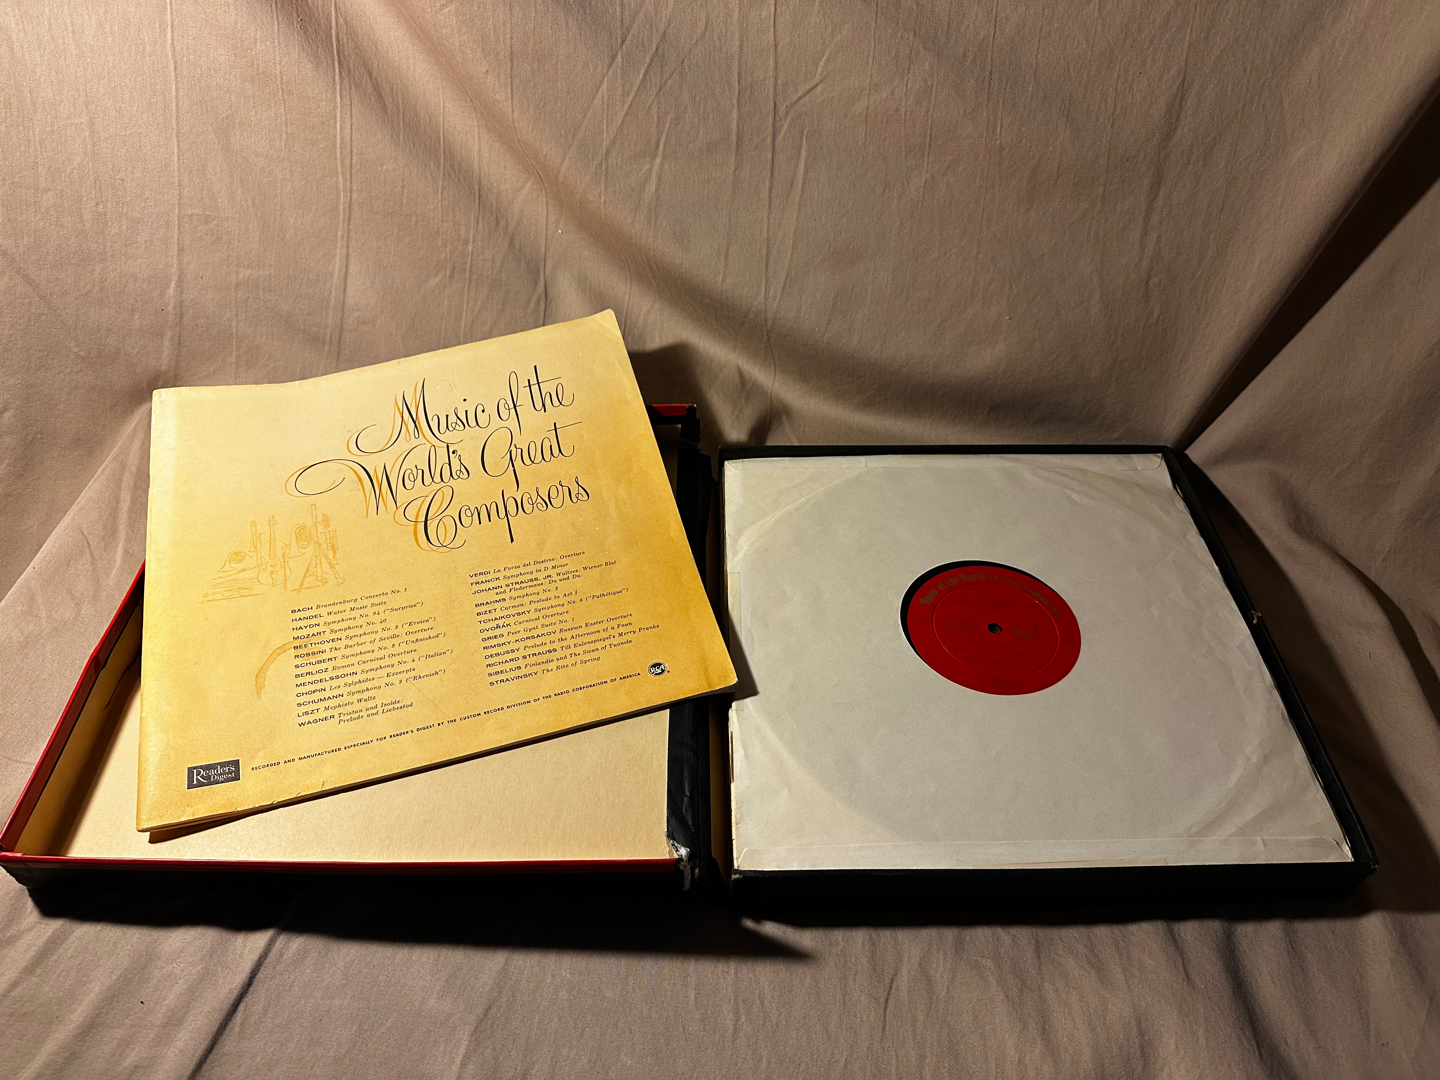 Music of the
World's Great
Composers
BACH Brandenburg Concerto No. 1
HANDEL Water Music Suite
HAYDN Symphony No. 94 ("Surprise")
MOZART Symphony No. 40
BEETHOVEN Symphony No. 3 ("Eroica")
ROSSINI The Barber of Seville: Overture
SCHUBERT Symphony No. 8 ("Unfinished")
BERLIOZ Roman Carnival Overture
MENDELSSOHN Symphony No. 4 ("Italian")
CHOPIN Les Sylphides — Excerpts
SCHUMANN Symphony No. 3 ("Rhenish")
LISZT Mephisto Waltz
WAGNER Tristan and Isolde
Prelude and Liebestod
VERDI La Forza del Destino: Overture
FRANCK Symphony in D Minor
JOHANN STRAUSS, JR. Waltzes: Wiener Blut
and Fledermaus: Du und Du
BRAHMS Symphony No. 3
BIZET Carmen: Prelude to Act I
TCHAIKOVSKY Symphony No. 6 ("Pathétique")
DVOŘÁK Carnival Overture
GRIEG Peer Gynt Suite No. 1
RIMSKY-KORSAKOV Russian Easter Overture
DEBUSSY Prelude to the Afternoon of a Faun
RICHARD STRAUSS Till Eulenspiegel's Merry Pranks
SIBELIUS Finlandia and The Swan of Tuonela
STRAVINSKY The Rite of Spring
Reader's
Digest
RECORDED AND MANUFACTURED ESPECIALLY FOR READER'S DIGEST BY THE CUSTOM RECORD DIVISION OF THE RADIO CORPORATION OF AMERICA
RCA
Music of the World's